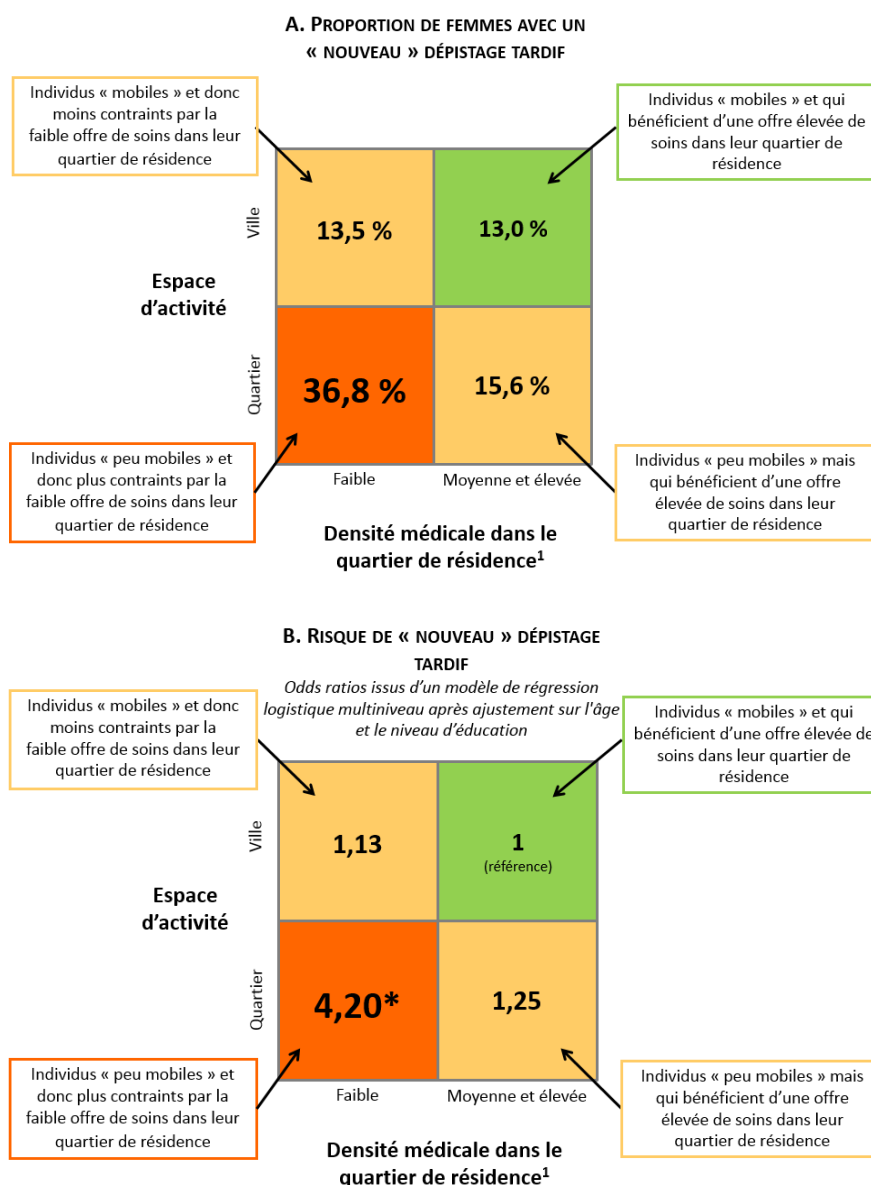 A. PROPORTION DE FEMMES AVEC UN
« NOUVEAU » DÉPISTAGE TARDIF
Individus « mobiles » et donc
moins contraints par la
faible offre de soins dans leur
quartier de résidence
Individus « mobiles » et qui
bénéficient d’une offre élevée de
soins dans leur quartier de
résidence
Ville
13,5 %
13,0 %
Espace
d’activité
Quartier
36,8 %
15,6 %
Individus « peu mobiles » et
donc plus contraints par la
faible offre de soins dans leur
quartier de résidence
Faible
Moyenne et élevée
Individus « peu mobiles » mais
qui bénéficient d’une offre
élevée de soins dans leur
quartier de résidence
Densité médicale dans le
quartier de résidence¹
B. RISQUE DE « NOUVEAU » DÉPISTAGE
TARDIF
Odds ratios issus d’un modèle de régression
logistique multiniveau après ajustement sur l'âge
et le niveau d’éducation
Individus « mobiles » et donc
moins contraints par la
faible offre de soins dans leur
quartier de résidence
Individus « mobiles » et qui
bénéficient d’une offre élevée de
soins dans leur quartier de
résidence
Ville
1,13
1
(référence)
Espace
d’activité
Quartier
4,20*
1,25
Individus « peu mobiles » et
donc plus contraints par la
faible offre de soins dans leur
quartier de résidence
Faible
Moyenne et élevée
Individus « peu mobiles » mais
qui bénéficient d’une offre
élevée de soins dans leur
quartier de résidence
Densité médicale dans le
quartier de résidence¹